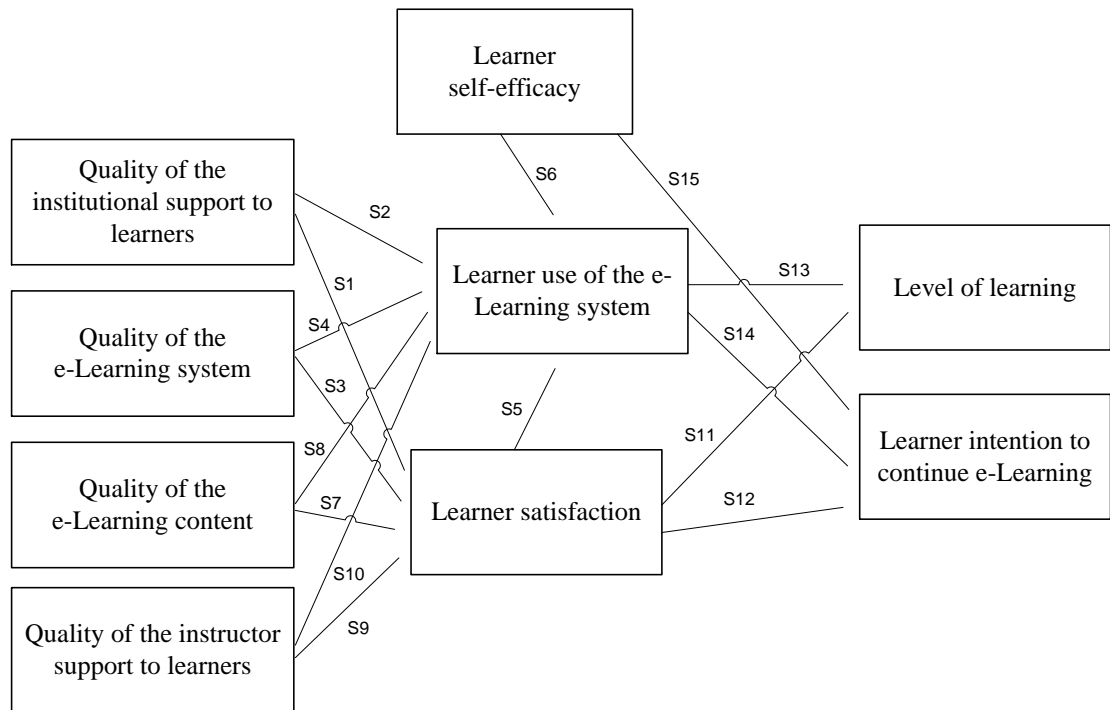 Learner
self-efficacy
Quality of the
institutional support to
learners
S6
S15
S2
Learner use of the e-
Learning system
S13
Level of learning
S1
S4
S14
Quality of the
e-Learning system
S3
S5
S11
Learner intention to
continue e-Learning
S8
Quality of the
e-Learning content
S7
Learner satisfaction
S12
S10
S9
Quality of the instructor
support to learners